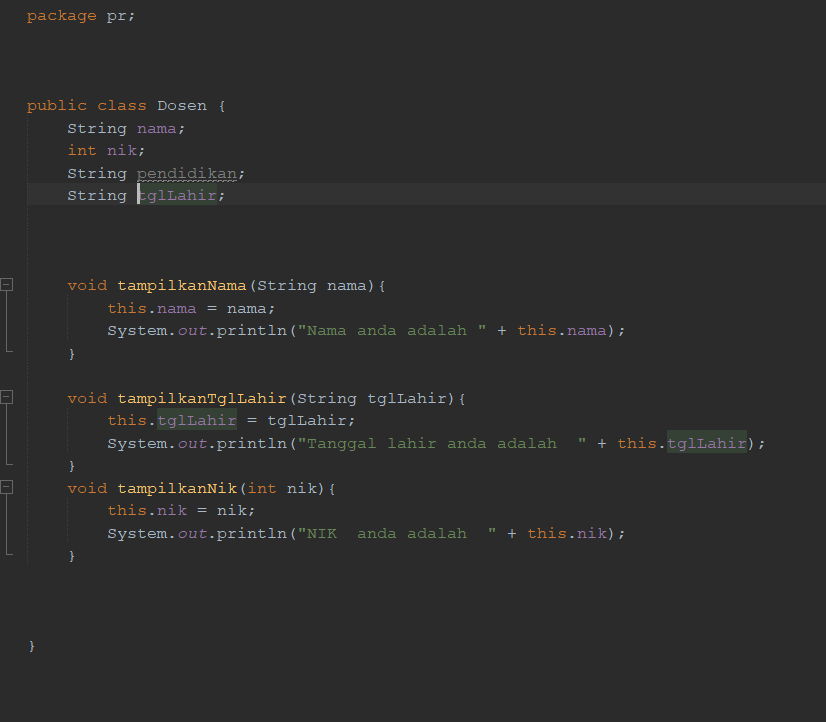 package pr;
public class Dosen {
String nama;
int nik;
String pendidikan;
String tglLahir;
void tampilkanNama(String nama){
this.nama = nama;
System.out.println("Nama anda adalah " + this.nama);
}
void tampilkanTglLahir(String tglLahir){
this.tglLahir = tglLahir;
System.out.println("Tanggal lahir anda adalah  " + this.tglLahir);
}
void tampilkanNik(int nik){
this.nik = nik;
System.out.println("NIK  anda adalah  " + this.nik);
}
}